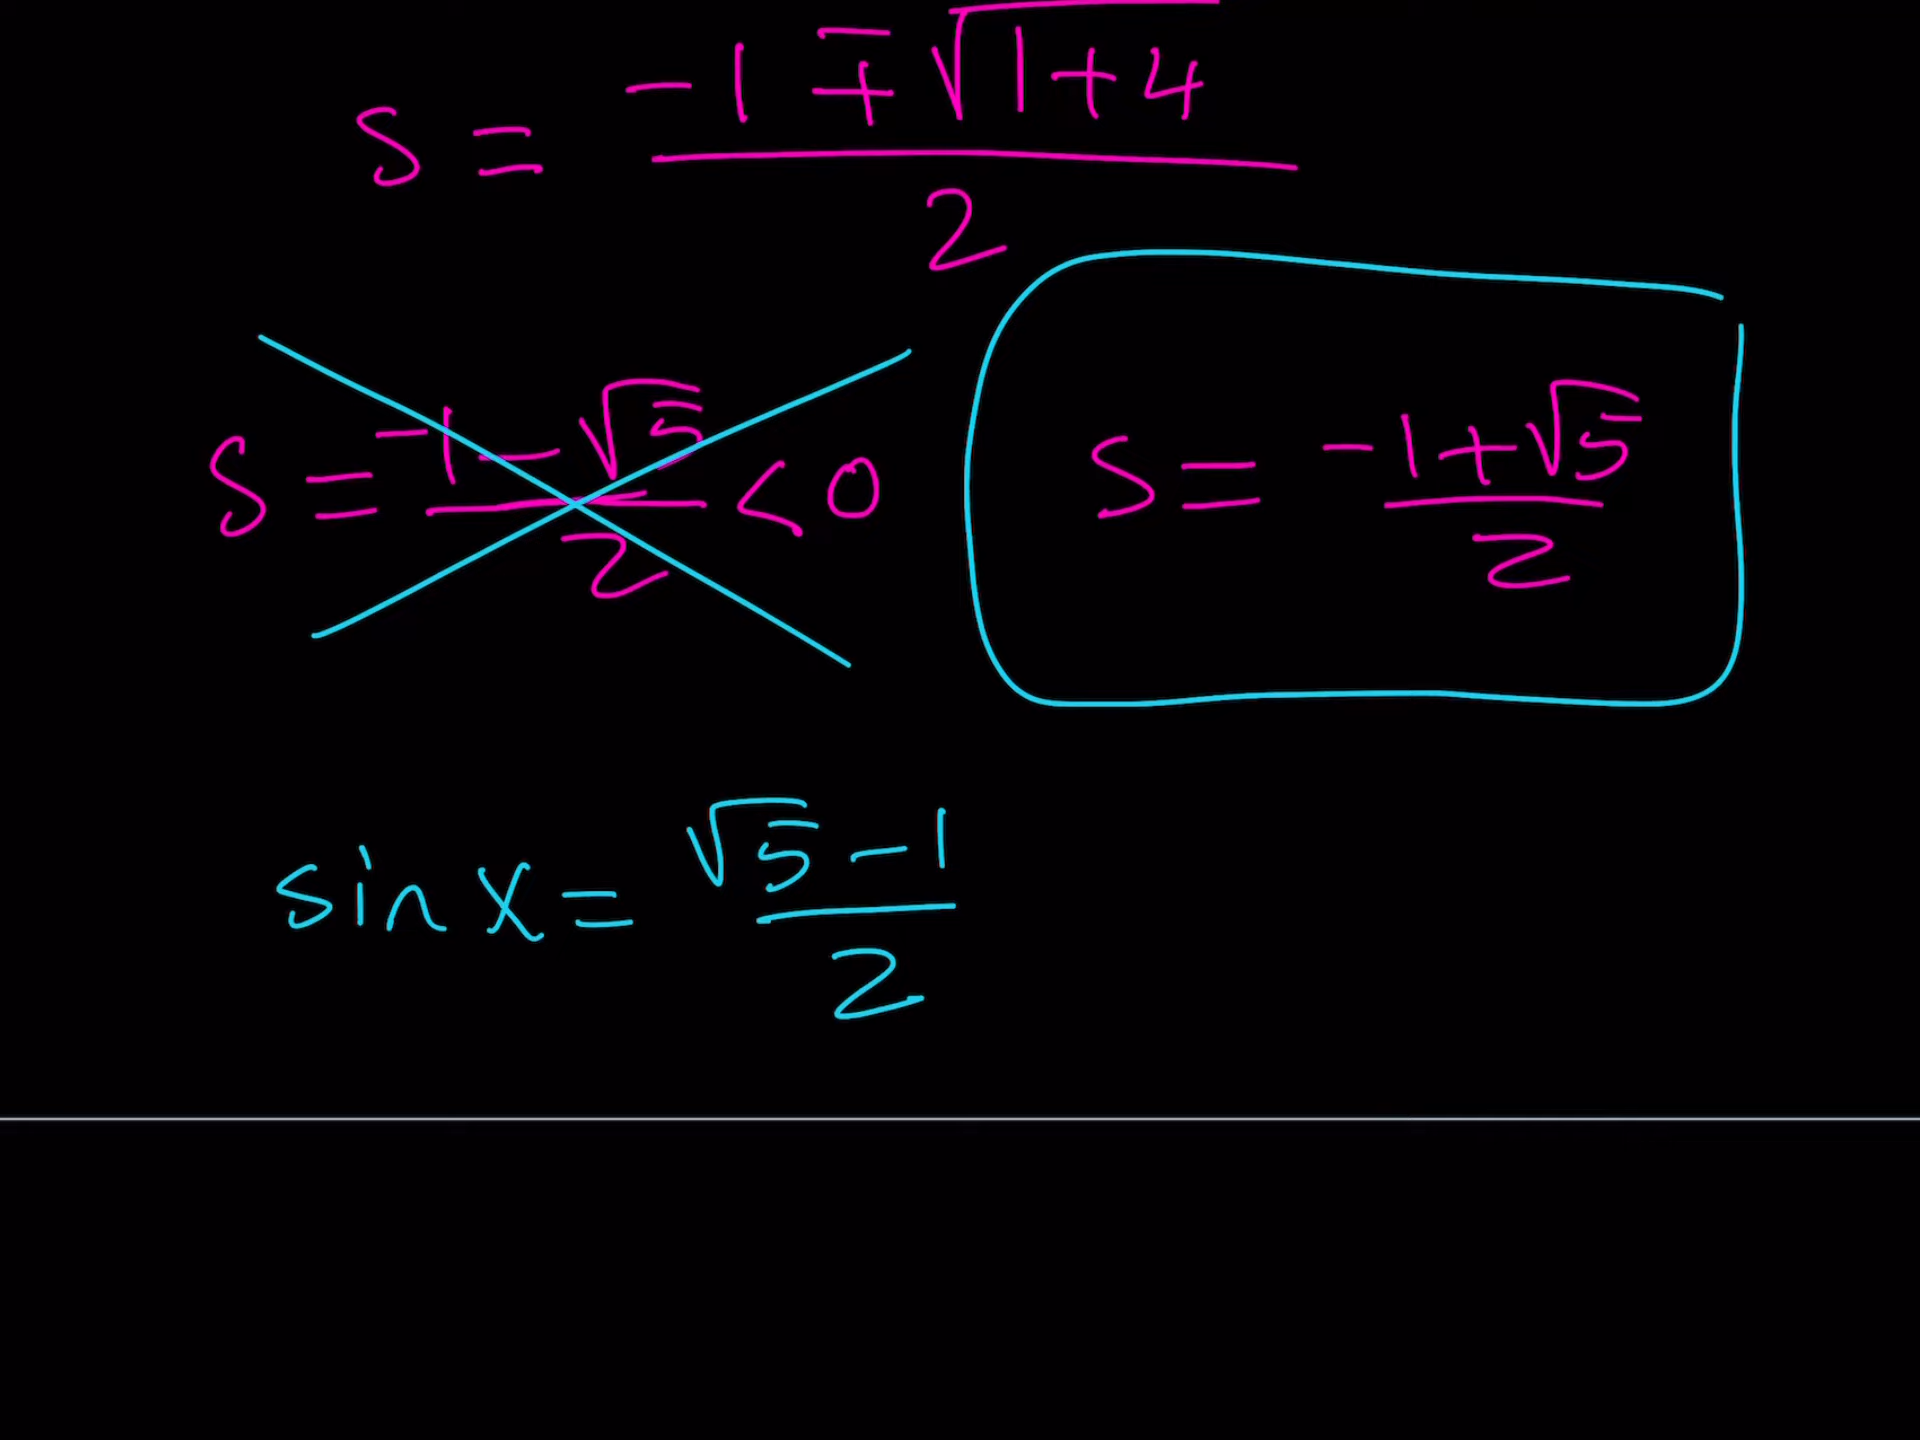 s = (-1 ∓ √(1+4))/2
s = (-1-√5)/2 < 0
s = (-1+√5)/2
sin x = (√5-1)/2